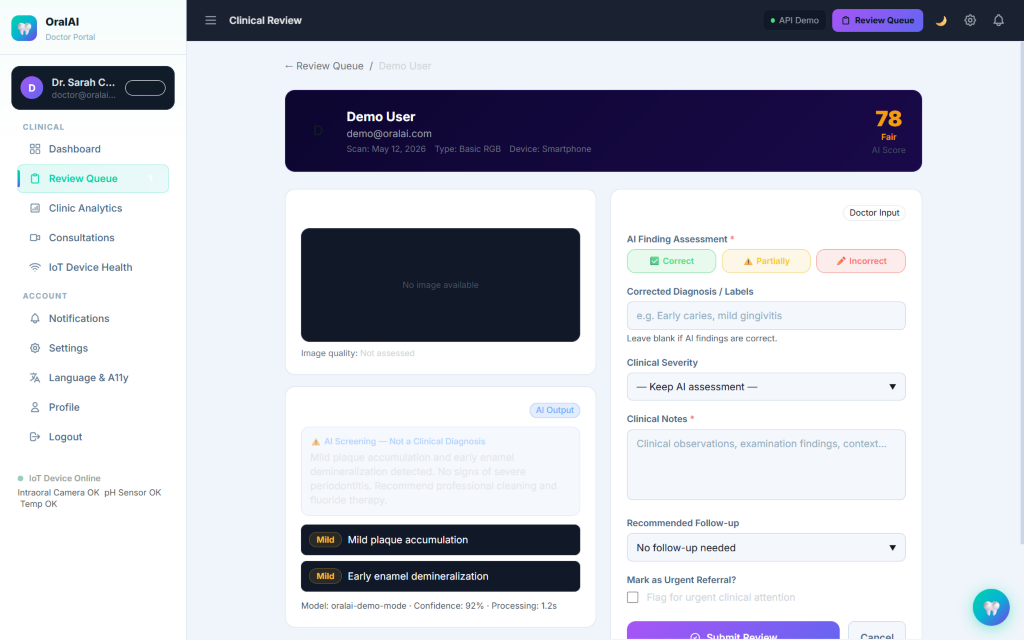 OralAI
Doctor Portal
Dr. Sarah C...
doctor@oralai...
CLINICAL
Dashboard
Review Queue
Clinic Analytics
Consultations
IoT Device Health
ACCOUNT
Notifications
Settings
Language & A11y
Profile
Logout
IoT Device Online
Intraoral Camera OK pH Sensor OK
Temp OK
Clinical Review
API Demo
Review Queue
← Review Queue / Demo User
D
Demo User
demo@oralai.com
Scan: May 12, 2026 Type: Basic RGB Device: Smartphone
78
Fair
AI Score
No image available
Image quality: Not assessed
AI Output
AI Screening — Not a Clinical Diagnosis
Mild plaque accumulation and early enamel
demineralization detected. No signs of severe
periodontitis. Recommend professional cleaning and
fluoride therapy.
Mild Mild plaque accumulation
Mild Early enamel demineralization
Model: oralai-demo-mode · Confidence: 92% · Processing: 1.2s
Doctor Input
AI Finding Assessment *
Correct Partially Incorrect
Corrected Diagnosis / Labels
e.g. Early caries, mild gingivitis
Leave blank if AI findings are correct.
Clinical Severity
— Keep AI assessment —
Clinical Notes *
Clinical observations, examination findings, context...
Recommended Follow-up
No follow-up needed
Mark as Urgent Referral?
Flag for urgent clinical attention
Submit Review Cancel
D